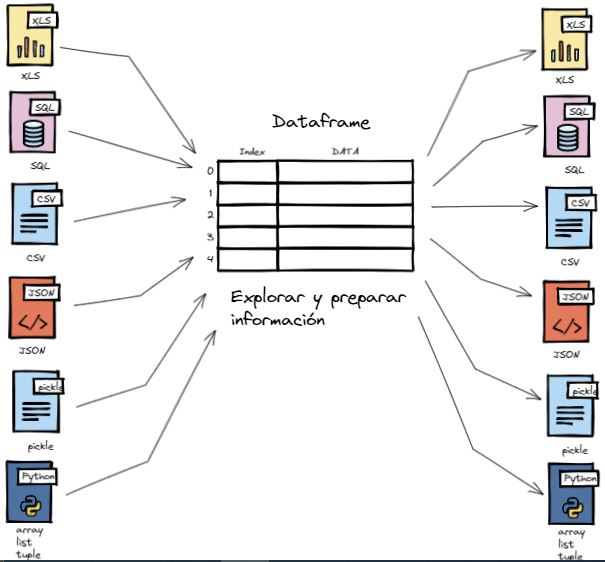 XLS
XLS
SQL
SQL
CSV
CSV
JSON
JSON
pickle
pickle
Python
array
list
tuple
Dataframe
Index DATA
0
1
2
3
4
Explorar y preparar
información
XLS
XLS
SQL
SQL
CSV
CSV
JSON
JSON
pickle
pickle
Python
array
list
tuple